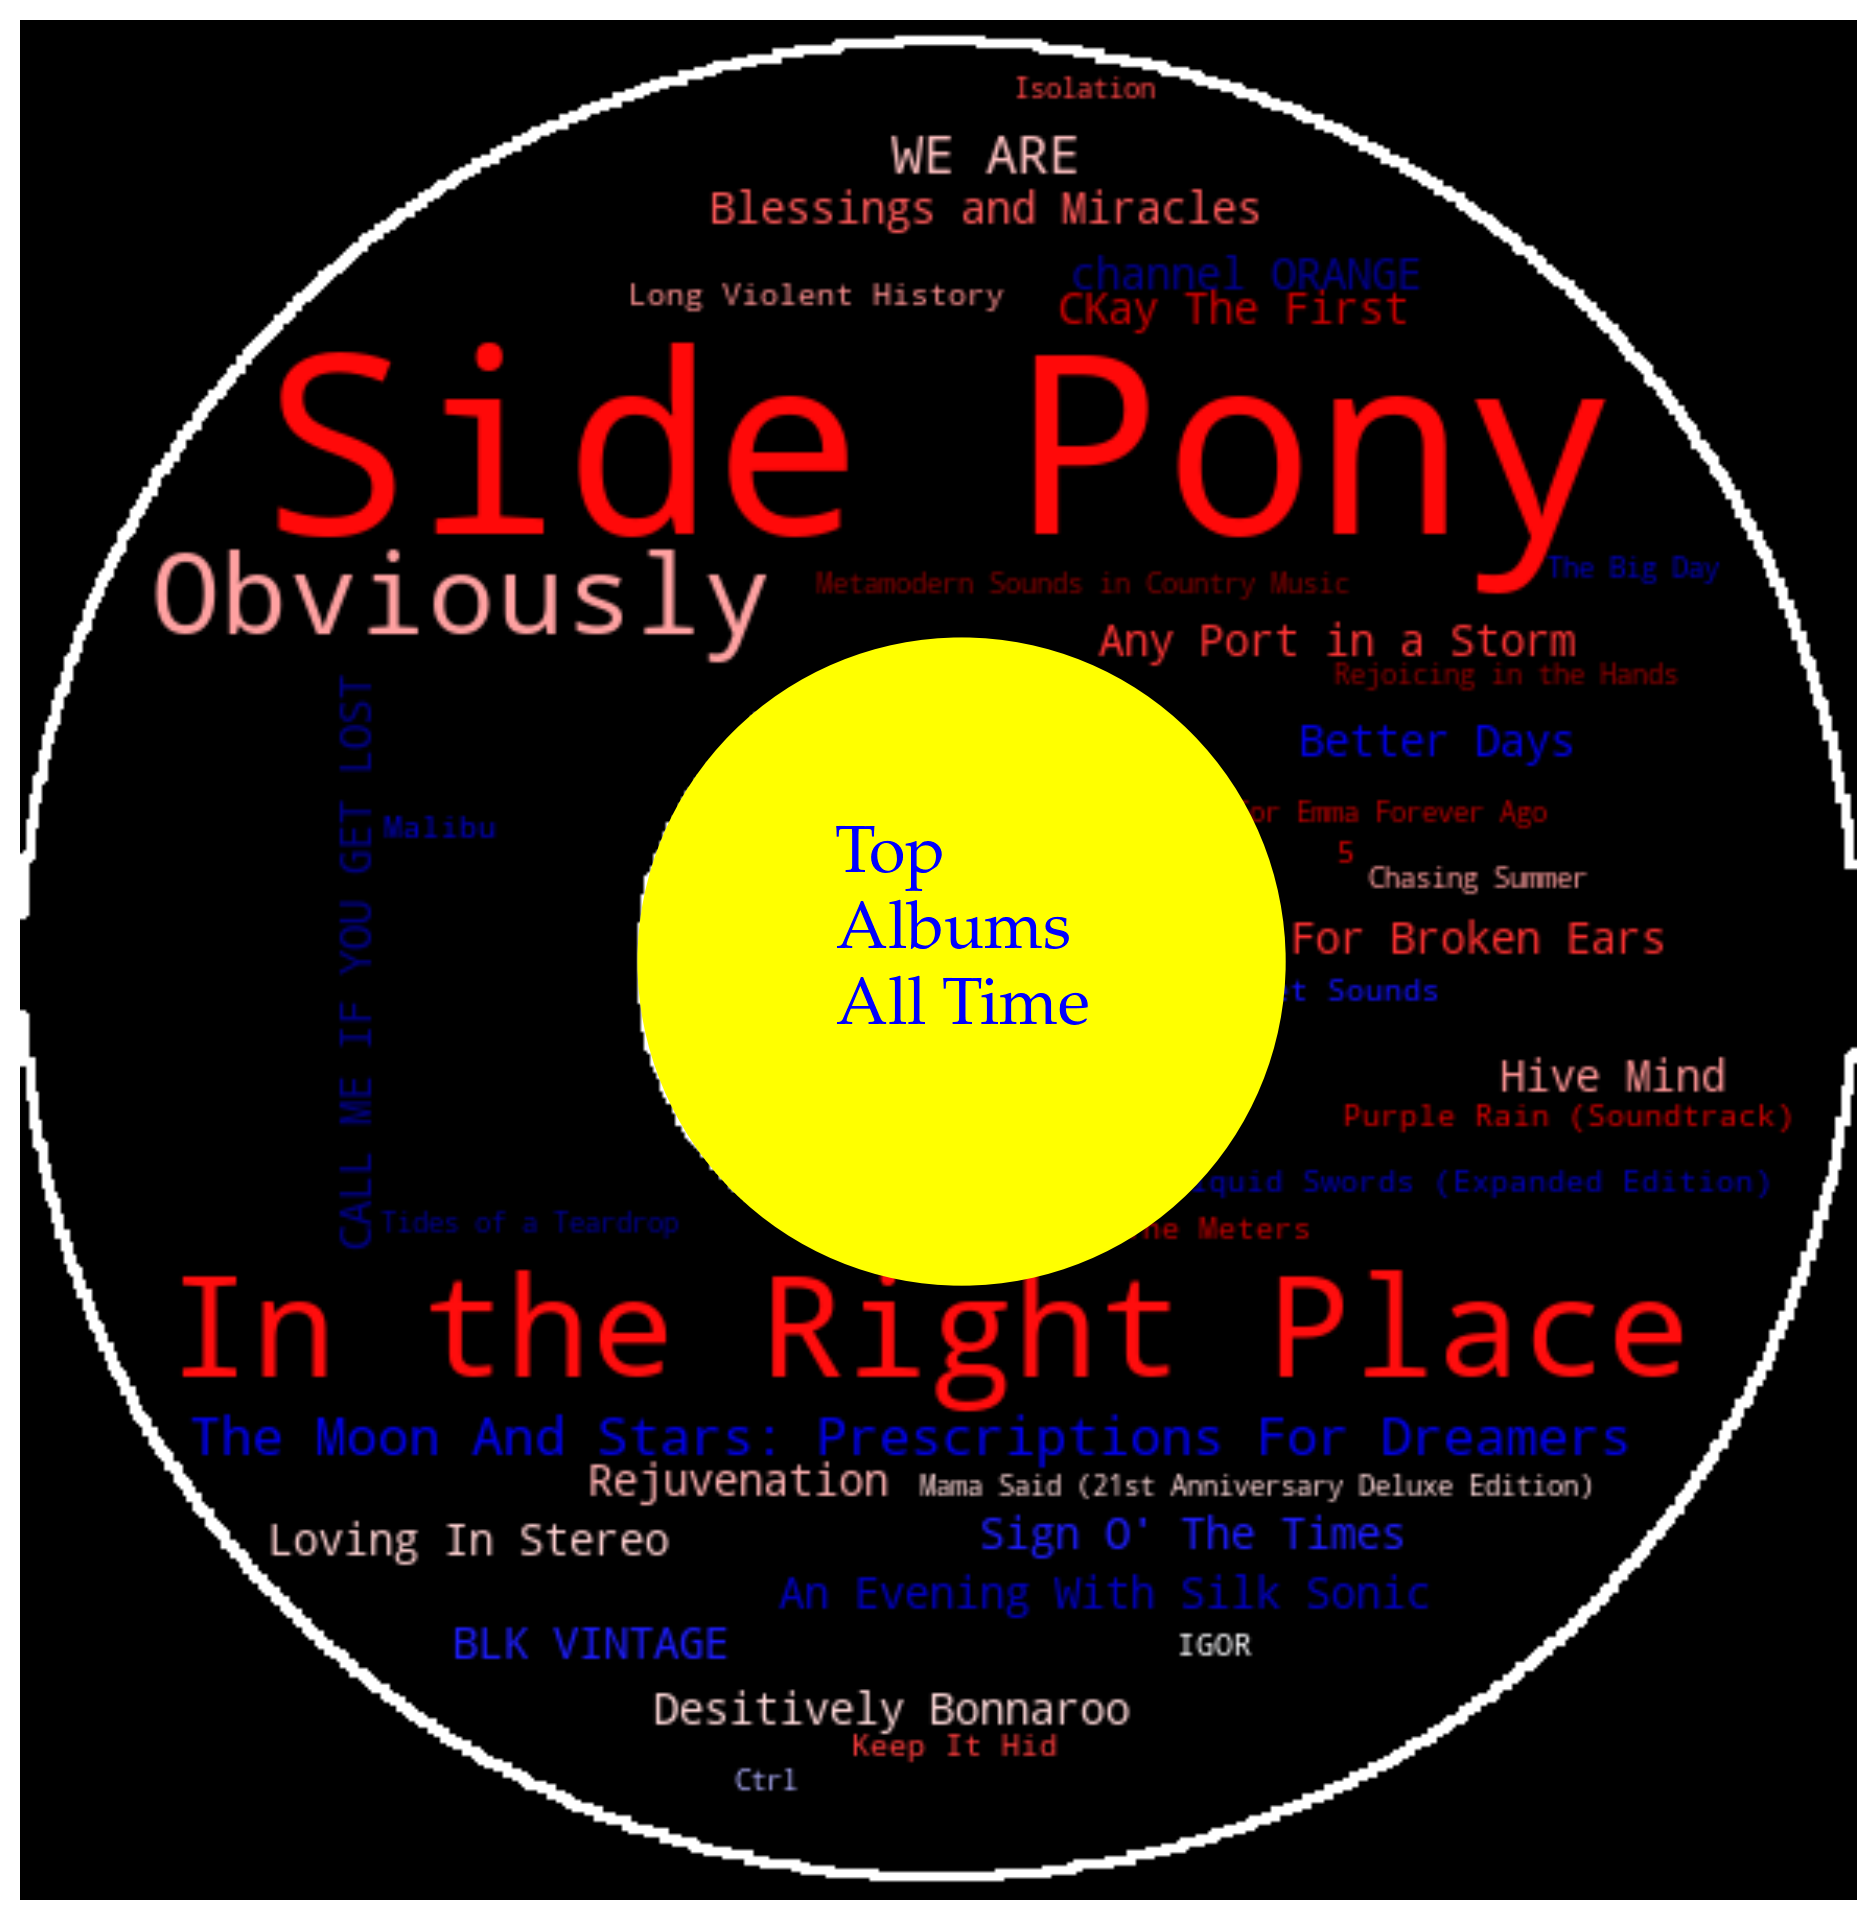 Isolation
WE ARE
Blessings and Miracles
channel ORANGE
Long Violent History
CKay The First
Side Pony
Obviously
Metamodern Sounds in Country Music
The Big Day
Any Port in a Storm
Rejoicing in the Hands
CALL ME IF YOU GET LOST
Better Days
Malibu
or Emma Forever Ago
5
Chasing Summer
Top
Albums
All Time
For Broken Ears
t Sounds
Hive Mind
Purple Rain (Soundtrack)
iquid Swords (Expanded Edition)
Tides of a Teardrop
he Meters
In the Right Place
The Moon And Stars: Prescriptions For Dreamers
Rejuvenation
Mama Said (21st Anniversary Deluxe Edition)
Loving In Stereo
Sign O' The Times
An Evening With Silk Sonic
BLK VINTAGE
IGOR
Desitively Bonnaroo
Keep It Hid
Ctrl